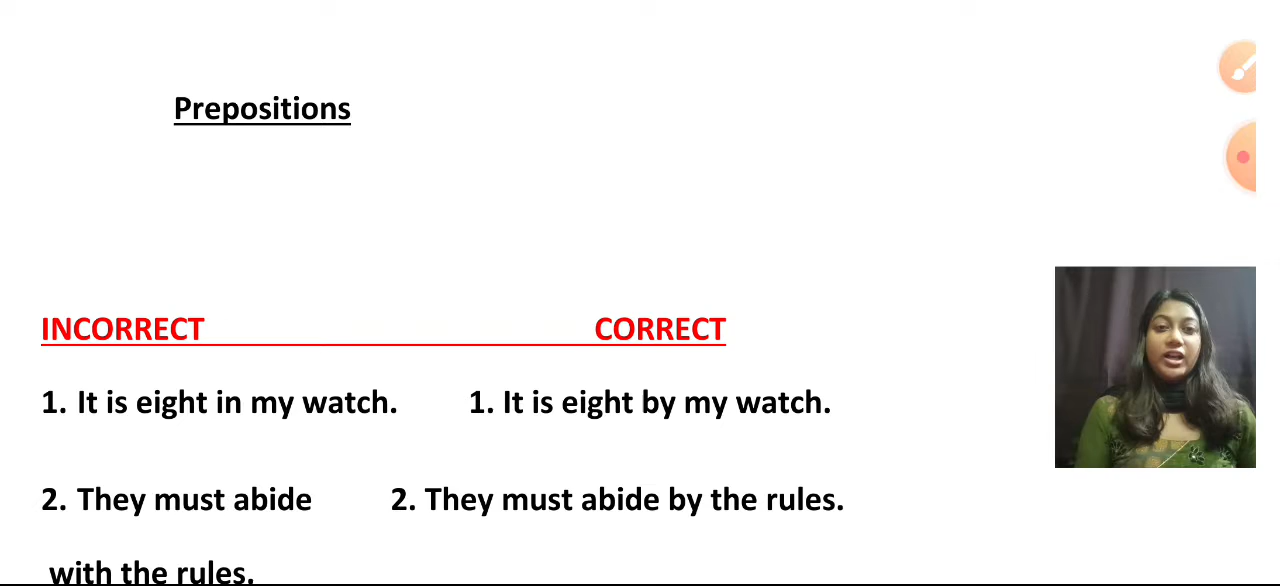 Prepositions
INCORRECT CORRECT
1. It is eight in my watch. 1. It is eight by my watch.
2. They must abide 2. They must abide by the rules.
with the rules.